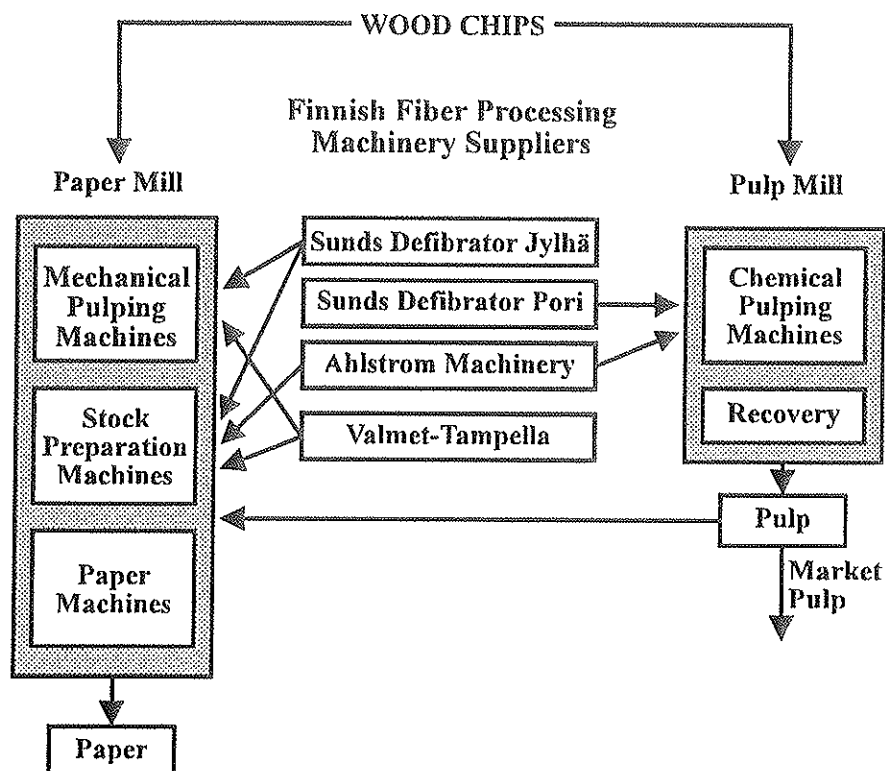 WOOD CHIPS
Finnish Fiber Processing
Machinery Suppliers
Paper Mill
Pulp Mill
Mechanical
Pulping
Machines
Stock
Preparation
Machines
Paper
Machines
Paper
Sunds Defibrator Jylhä
Sunds Defibrator Pori
Ahlstrom Machinery
Valmet-Tampella
Chemical
Pulping
Machines
Recovery
Pulp
Market
Pulp